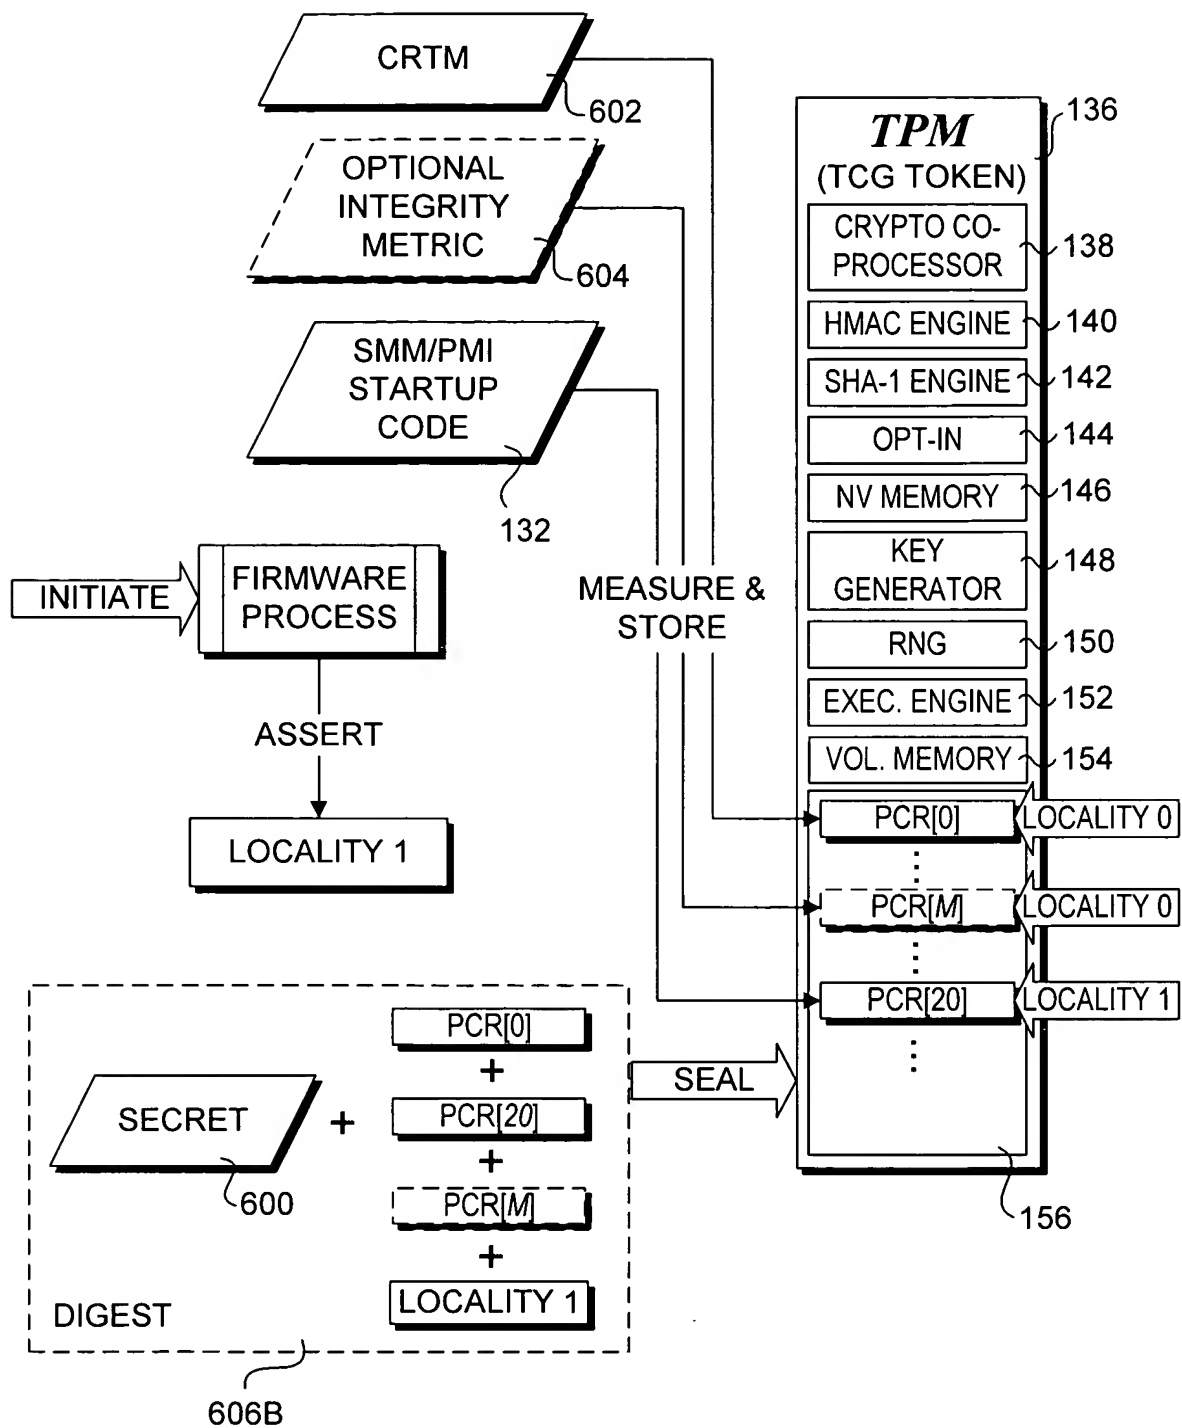 CRTM
602
OPTIONAL
INTEGRITY
METRIC
604
SMM/PMI
STARTUP
CODE
132
INITIATE
FIRMWARE
PROCESS
ASSERT
LOCALITY 1
MEASURE &
STORE
TPM
(TCG TOKEN)
136
CRYPTO CO-
PROCESSOR
138
HMAC ENGINE
140
SHA-1 ENGINE
142
OPT-IN
144
NV MEMORY
146
KEY
GENERATOR
148
RNG
150
EXEC. ENGINE
152
VOL. MEMORY
154
PCR[0]
LOCALITY 0
PCR[M]
LOCALITY 0
PCR[20]
LOCALITY 1
156
SECRET
600
+
PCR[0]
+
PCR[20]
+
PCR[M]
+
LOCALITY 1
DIGEST
606B
SEAL